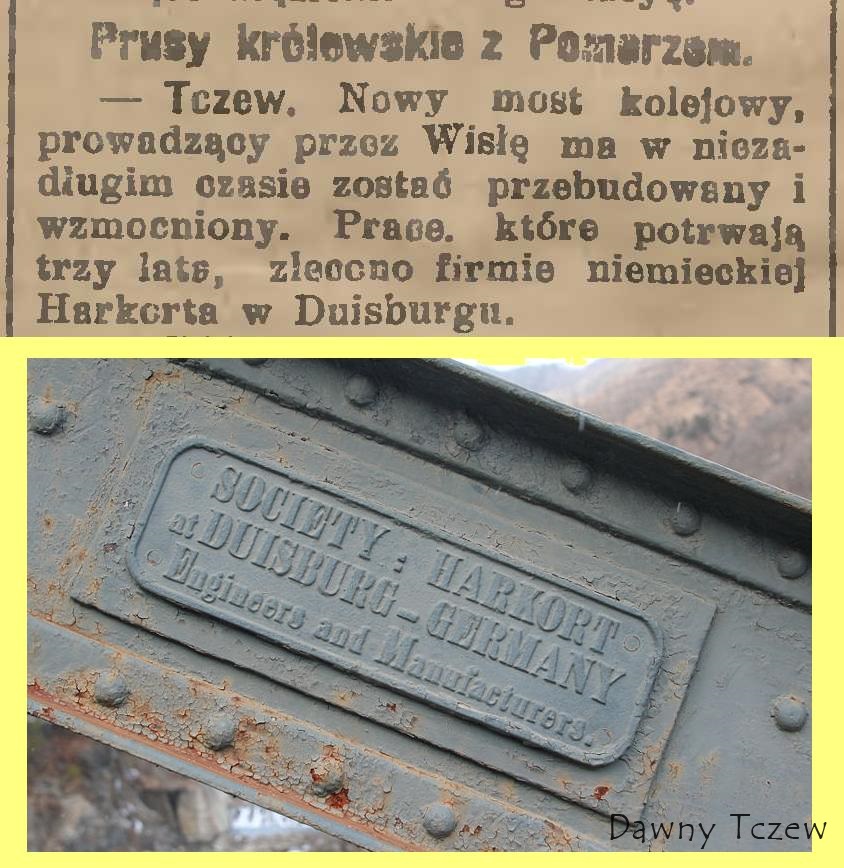 Prusy królewskie z Pomorzem.
— Tczew. Nowy most kolejowy,
prowadzący przez Wisłę ma w nieza-
długim czasie zostać przebudowany i
wzmocniony. Prace. które potrwają
trzy lata, zlecono firmie niemieckiej
Harkorta w Duisburgu.
SOCIETY : HARKORT
at DUISBURG - GERMANY
Engineers and Manufacturers.
Dawny Tczew